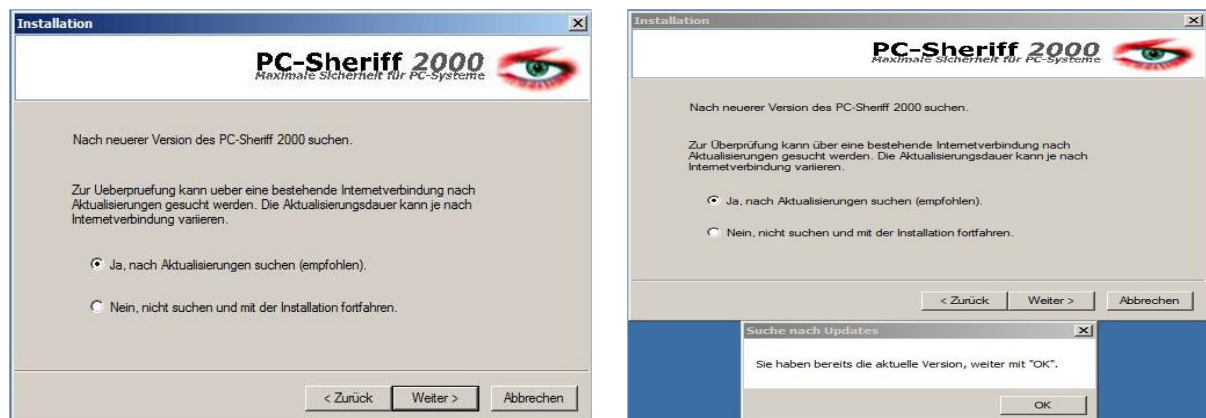 Installation
PC-Sheriff 2000
Maximale Sicherheit für PC-Systeme
Nach neuerer Version des PC-Sheriff 2000 suchen.
Zur Ueberpruefung kann ueber eine bestehende Internetverbindung nach
Aktualisierungen gesucht werden. Die Aktualisierungsdauer kann je nach
Internetverbindung variieren.
Ja, nach Aktualisierungen suchen (empfohlen).
Nein, nicht suchen und mit der Installation fortfahren.
< Zurück Weiter > Abbrechen
Installation
PC-Sheriff 2000
Maximale Sicherheit für PC-Systeme
Nach neuerer Version des PC-Sheriff 2000 suchen.
Zur Überprüfung kann über eine bestehende Internetverbindung nach
Aktualisierungen gesucht werden. Die Aktualisierungsdauer kann je nach
Internetverbindung variieren.
Ja, nach Aktualisierungen suchen (empfohlen).
Nein, nicht suchen und mit der Installation fortfahren.
< Zurück Weiter > Abbrechen
Suche nach Updates
Sie haben bereits die aktuelle Version, weiter mit "OK".
OK